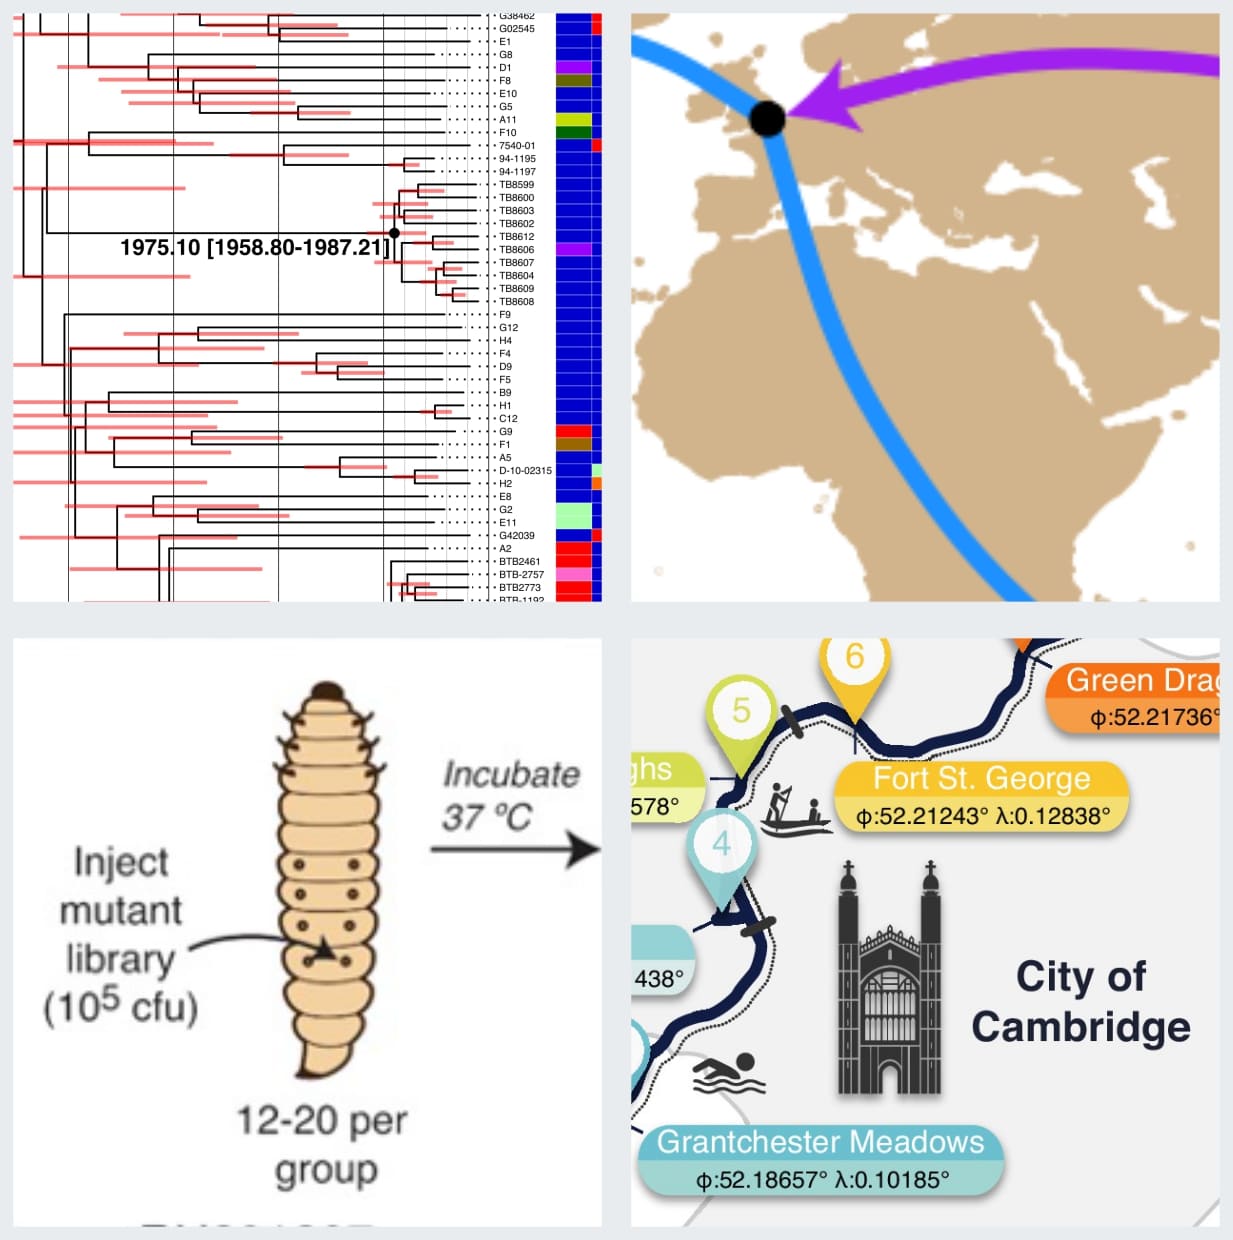 G38462
G02545
E1
G8
D1
F8
E10
G5
A11
F10
7540-01
94-1195
94-1197
TB8599
TB8600
TB8603
TB8602
TB8612
1975.10 [1958.80-1987.21]
TB8606
TB8607
TB8604
TB8609
TB8608
F9
G12
H4
F4
D9
F5
B9
H1
C12
G9
F1
A5
D-10-02315
H2
E8
G2
E11
G42039
A2
BTB2461
BTB-2757
BTB2773
BTB-1192
Inject
mutant
library
(10⁵ cfu)
Incubate
37 ºC
12-20 per
group
6
5
4
Green Drag
ϕ:52.21736°
ghs
578°
Fort St. George
ϕ:52.21243° λ:0.12838°
438°
City of
Cambridge
Grantchester Meadows
ϕ:52.18657° λ:0.10185°